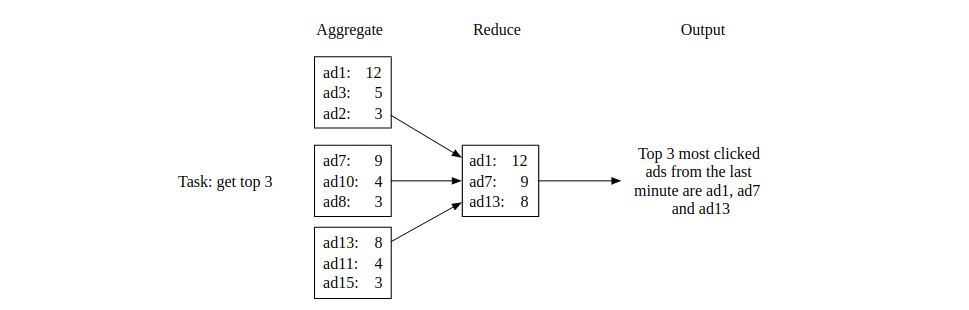 Aggregate
Reduce
Output
Task: get top 3
ad1: 12
ad3: 5
ad2: 3
ad7: 9
ad10: 4
ad8: 3
ad13: 8
ad11: 4
ad15: 3
ad1: 12
ad7: 9
ad13: 8
Top 3 most clicked
ads from the last
minute are ad1, ad7
and ad13